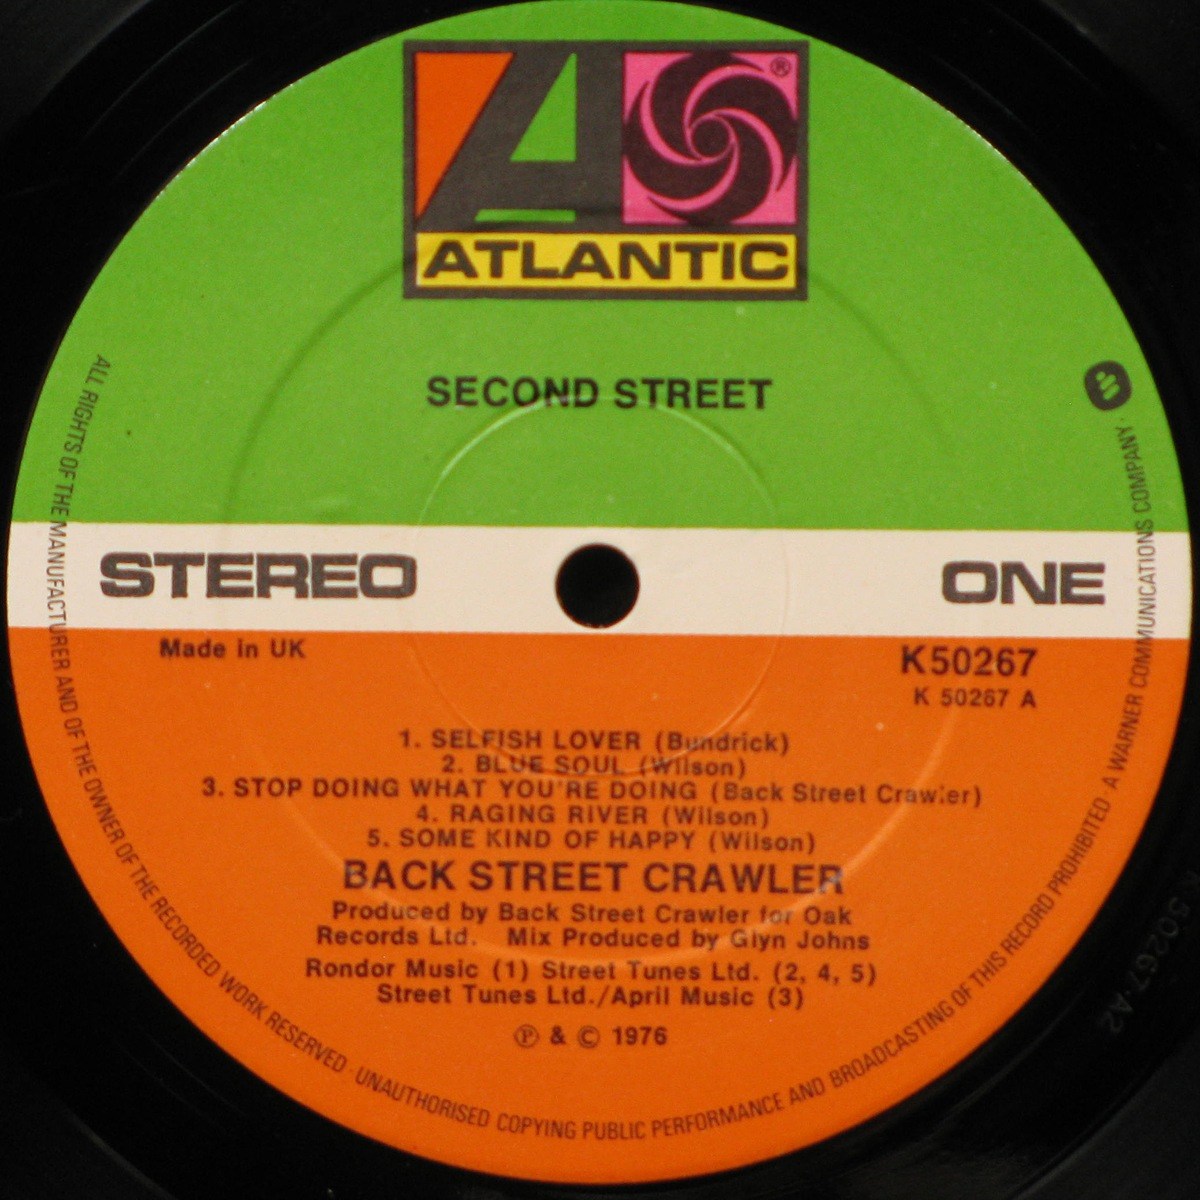 ®
ATLANTIC
SECOND STREET
STEREO
ONE
Made in UK
K50267
K 50267 A
1. SELFISH LOVER (Bundrick)
2. BLUE SOUL (Wilson)
3. STOP DOING WHAT YOU'RE DOING (Back Street Crawler)
4. RAGING RIVER (Wilson)
5. SOME KIND OF HAPPY (Wilson)
BACK STREET CRAWLER
Produced by Back Street Crawler for Oak
Records Ltd. Mix Produced by Glyn Johns
Rondor Music (1) Street Tunes Ltd. (2, 4, 5)
Street Tunes Ltd./April Music (3)
℗ & © 1976
ALL RIGHTS OF THE MANUFACTURER AND OF THE OWNER OF THE RECORDED WORK RESERVED · UNAUTHORISED COPYING PUBLIC PERFORMANCE AND BROADCASTING OF THIS RECORD PROHIBITED · A WARNER COMMUNICATIONS COMPANY ·
K 50267·A2